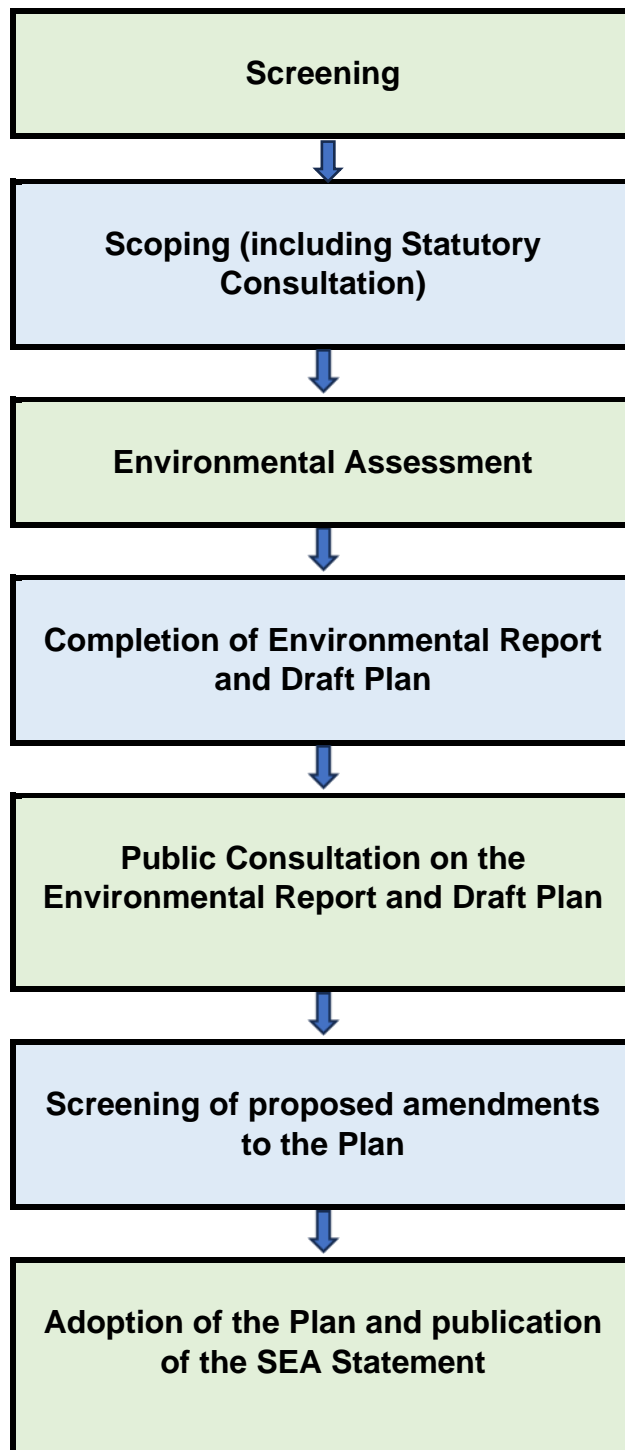 Screening
Scoping (including Statutory
Consultation)
Environmental Assessment
Completion of Environmental Report
and Draft Plan
Public Consultation on the
Environmental Report and Draft Plan
Screening of proposed amendments
to the Plan
Adoption of the Plan and publication
of the SEA Statement